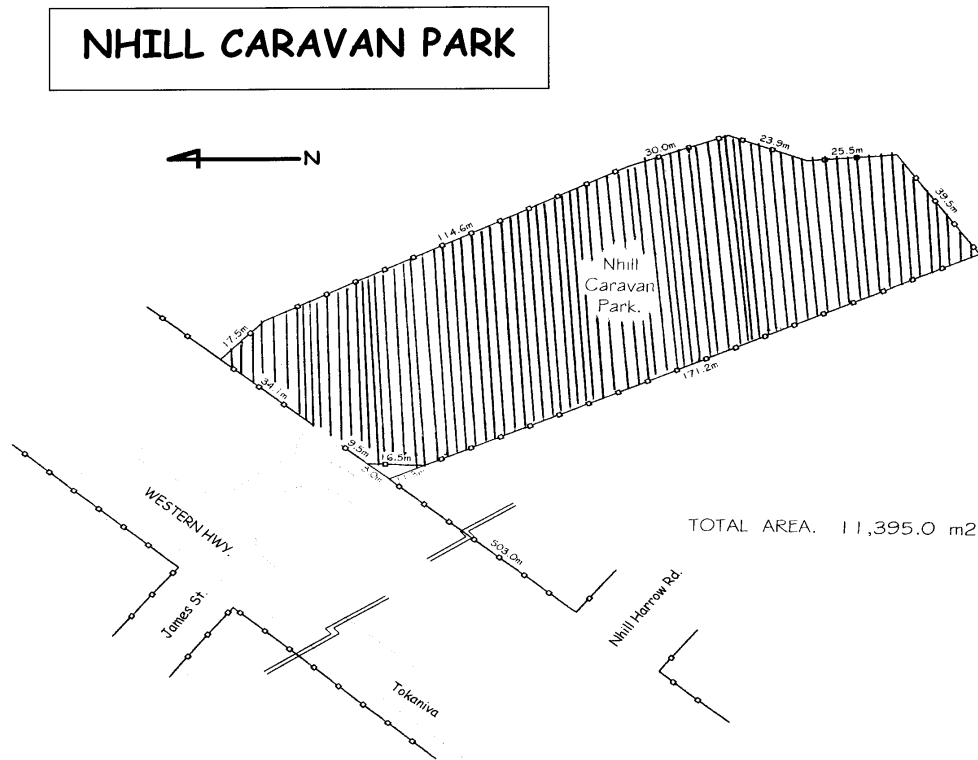 NHILL CARAVAN PARK
N
30.0m
23.9m
25.5m
39.5m
114.6m
Nhill
Caravan
Park.
17.5m
34.1m
171.2m
9.5m
16.5m
WESTERN HWY.
TOTAL AREA. 11,395.0 m2
503.0m
James St.
Nhill Harrow Rd.
Tokaniva